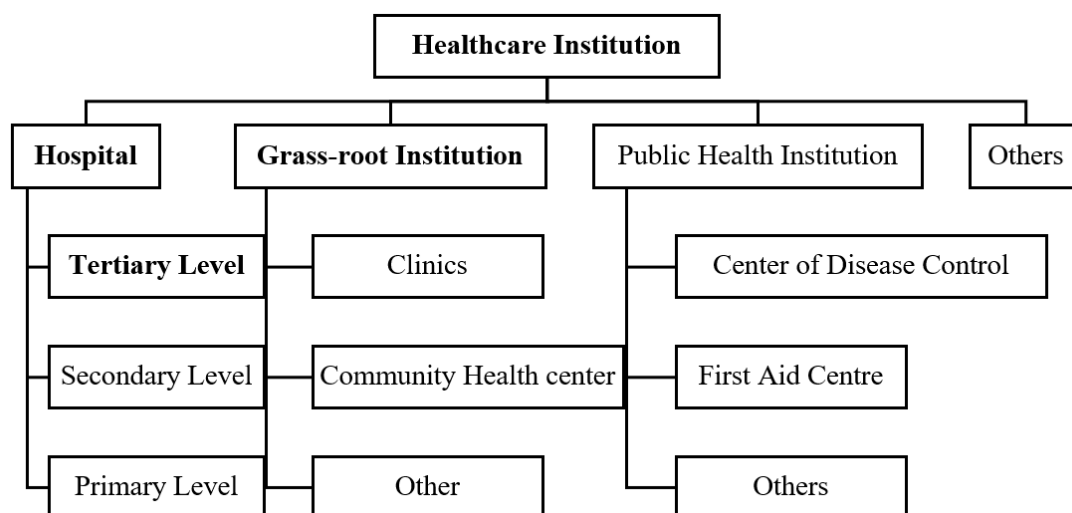 Healthcare Institution
Hospital
Grass-root Institution
Public Health Institution
Others
Tertiary Level
Clinics
Center of Disease Control
Secondary Level
Community Health center
First Aid Centre
Primary Level
Other
Others